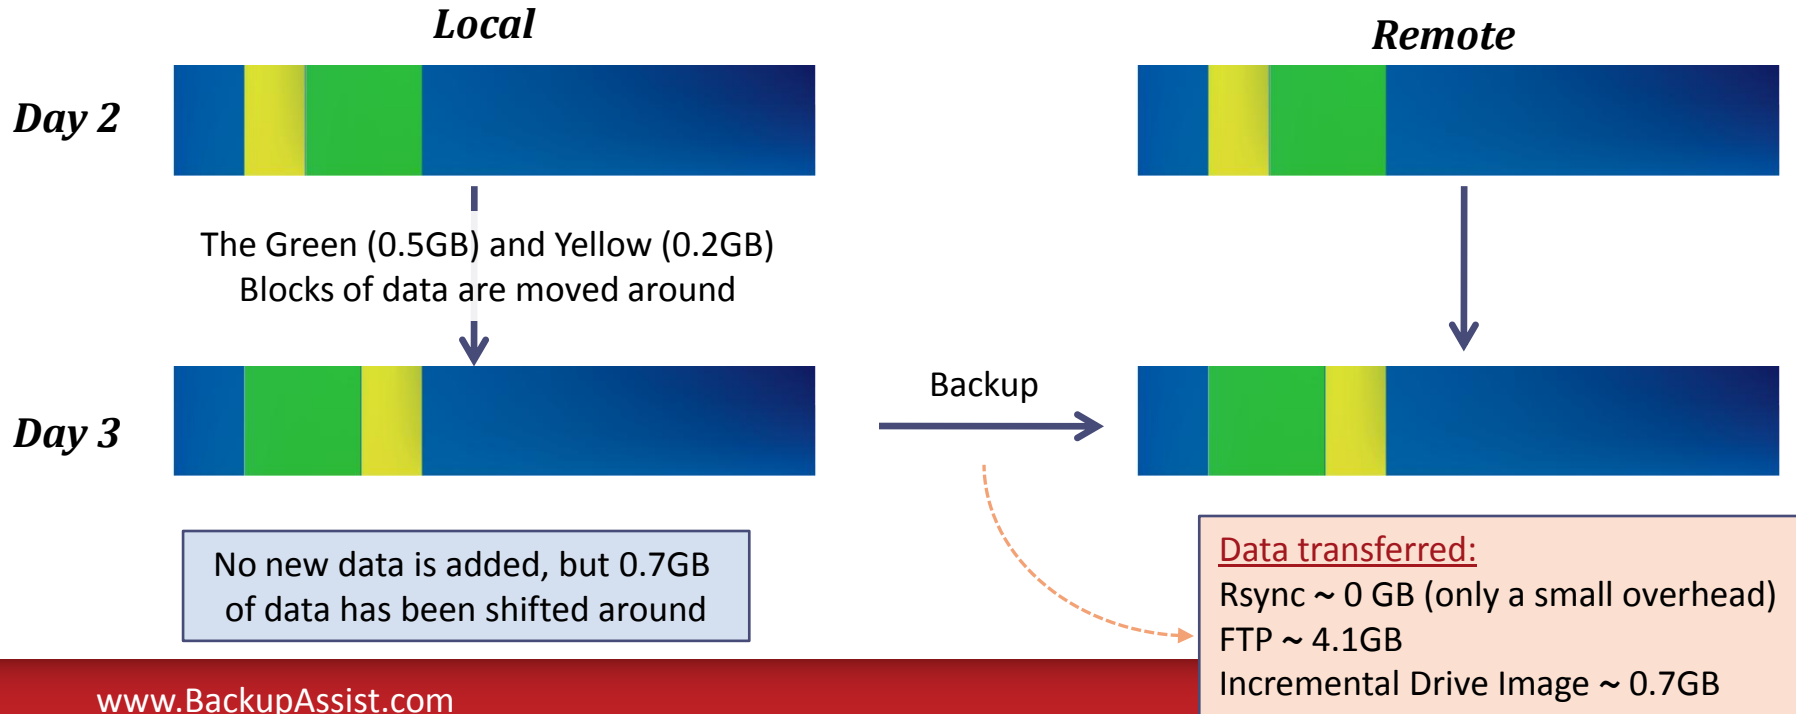 Local
Remote
Day 2
The Green (0.5GB) and Yellow (0.2GB)
Blocks of data are moved around
Backup
Day 3
No new data is added, but 0.7GB
of data has been shifted around
Data transferred:
Rsync ~ 0 GB (only a small overhead)
FTP ~ 4.1GB
Incremental Drive Image ~ 0.7GB
www.BackupAssist.com